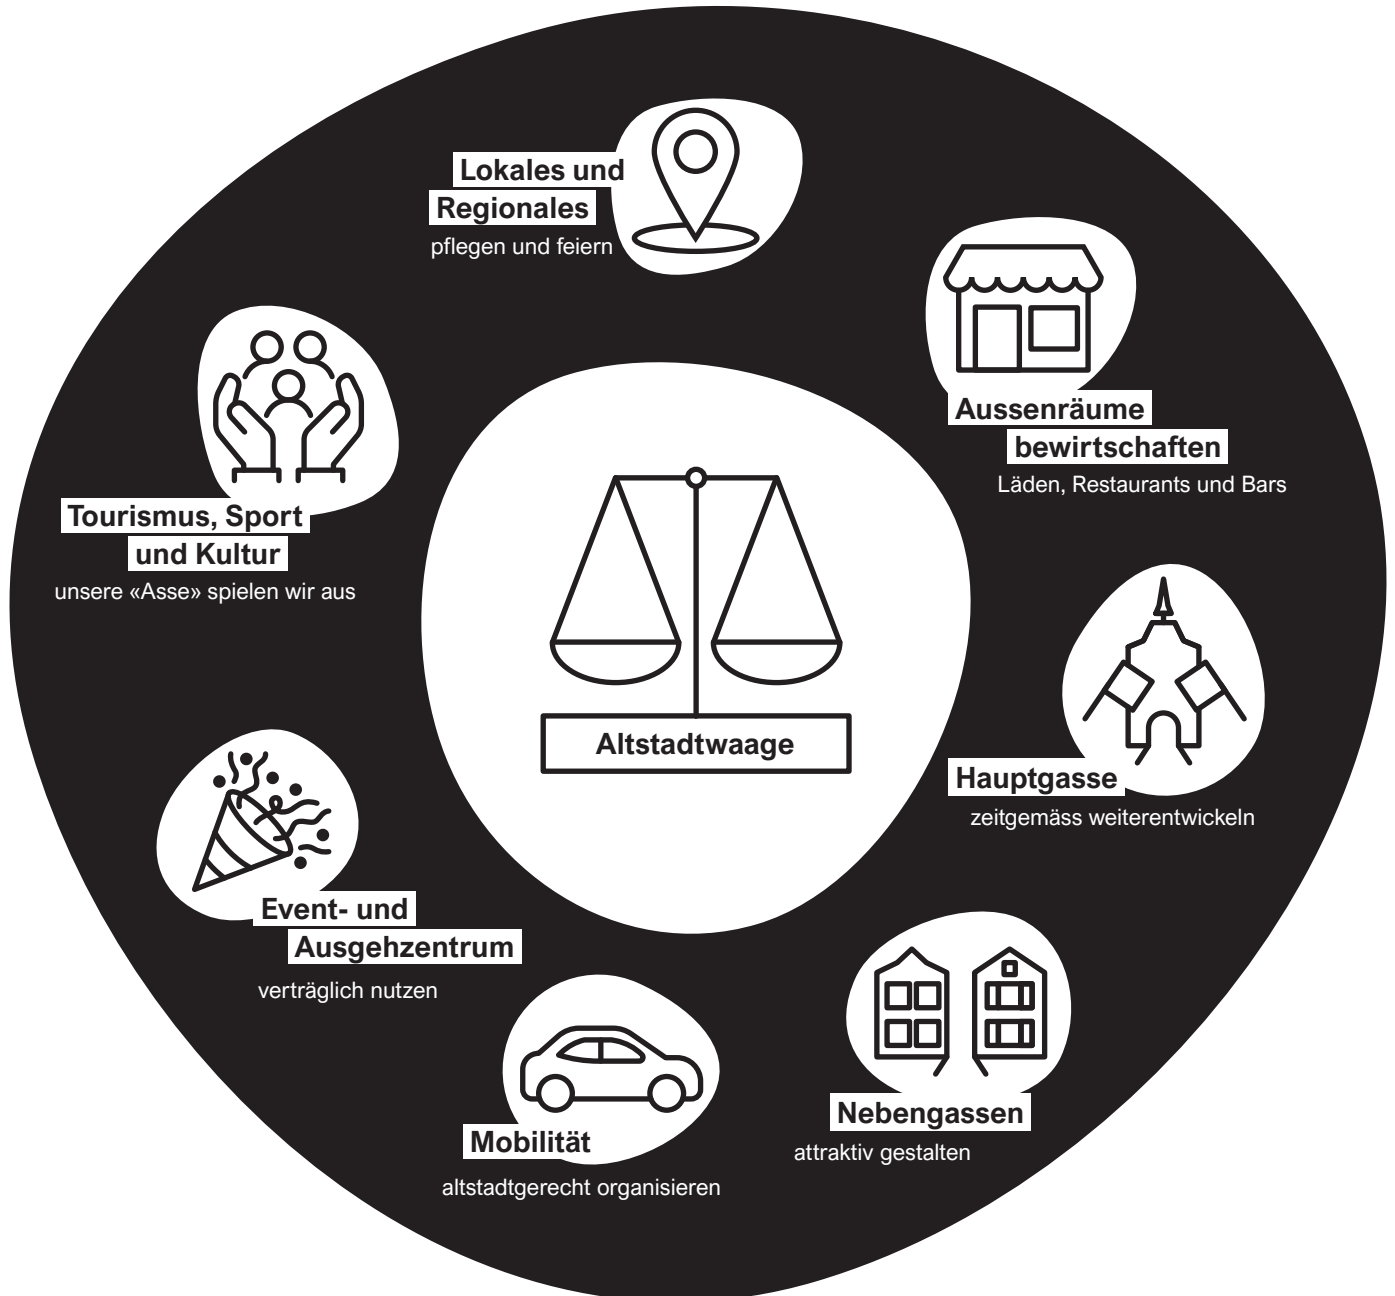 Lokales und
Regionales
pflegen und feiern
Aussenräume
bewirtschaften
Läden, Restaurants und Bars
Tourismus, Sport
und Kultur
unsere «Asse» spielen wir aus
Altstadtwaage
Hauptgasse
zeitgemäss weiterentwickeln
Event- und
Ausgehzentrum
verträglich nutzen
Nebengassen
attraktiv gestalten
Mobilität
altstadtgerecht organisieren